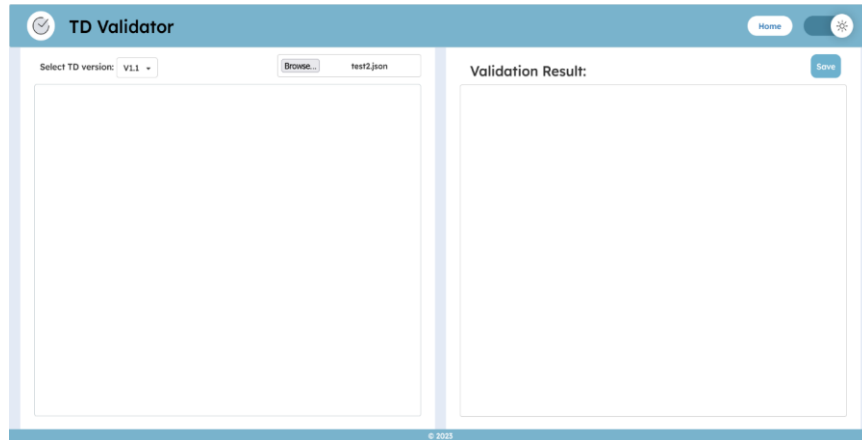 TD Validator
Home
Select TD version: V1.1
Browse... test2.json
Validation Result:
Save
© 2023